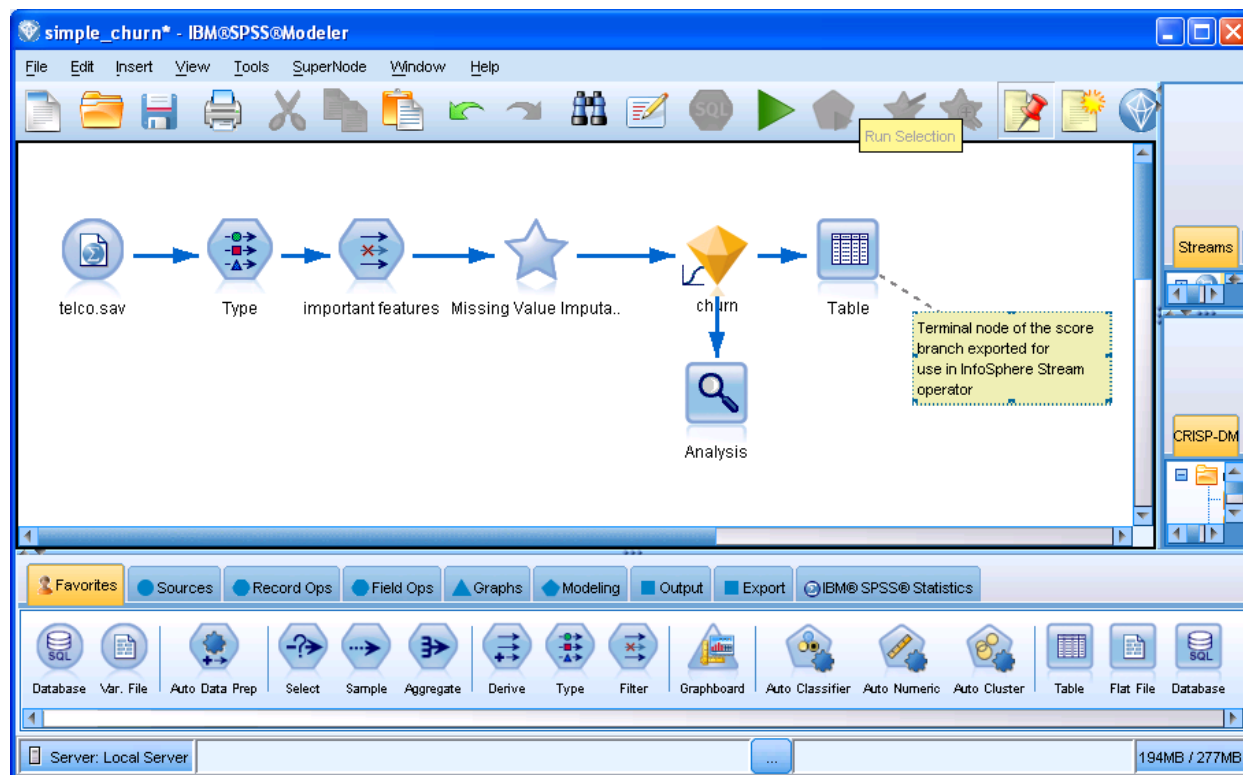 simple_churn* - IBM®SPSS®Modeler
File Edit Insert View Tools SuperNode Window Help
SQL
Run Selection
telco.sav
Type
important features
Missing Value Imputa..
churn
Table
Terminal node of the score
branch exported for
use in InfoSphere Stream
operator
Analysis
Streams
CRISP-DM
Favorites Sources Record Ops Field Ops Graphs Modeling Output Export IBM® SPSS® Statistics
SQL SQL
Database Var. File Auto Data Prep Select Sample Aggregate Derive Type Filter Graphboard Auto Classifier Auto Numeric Auto Cluster Table Flat File Database
Server: Local Server ... 194MB / 277MB